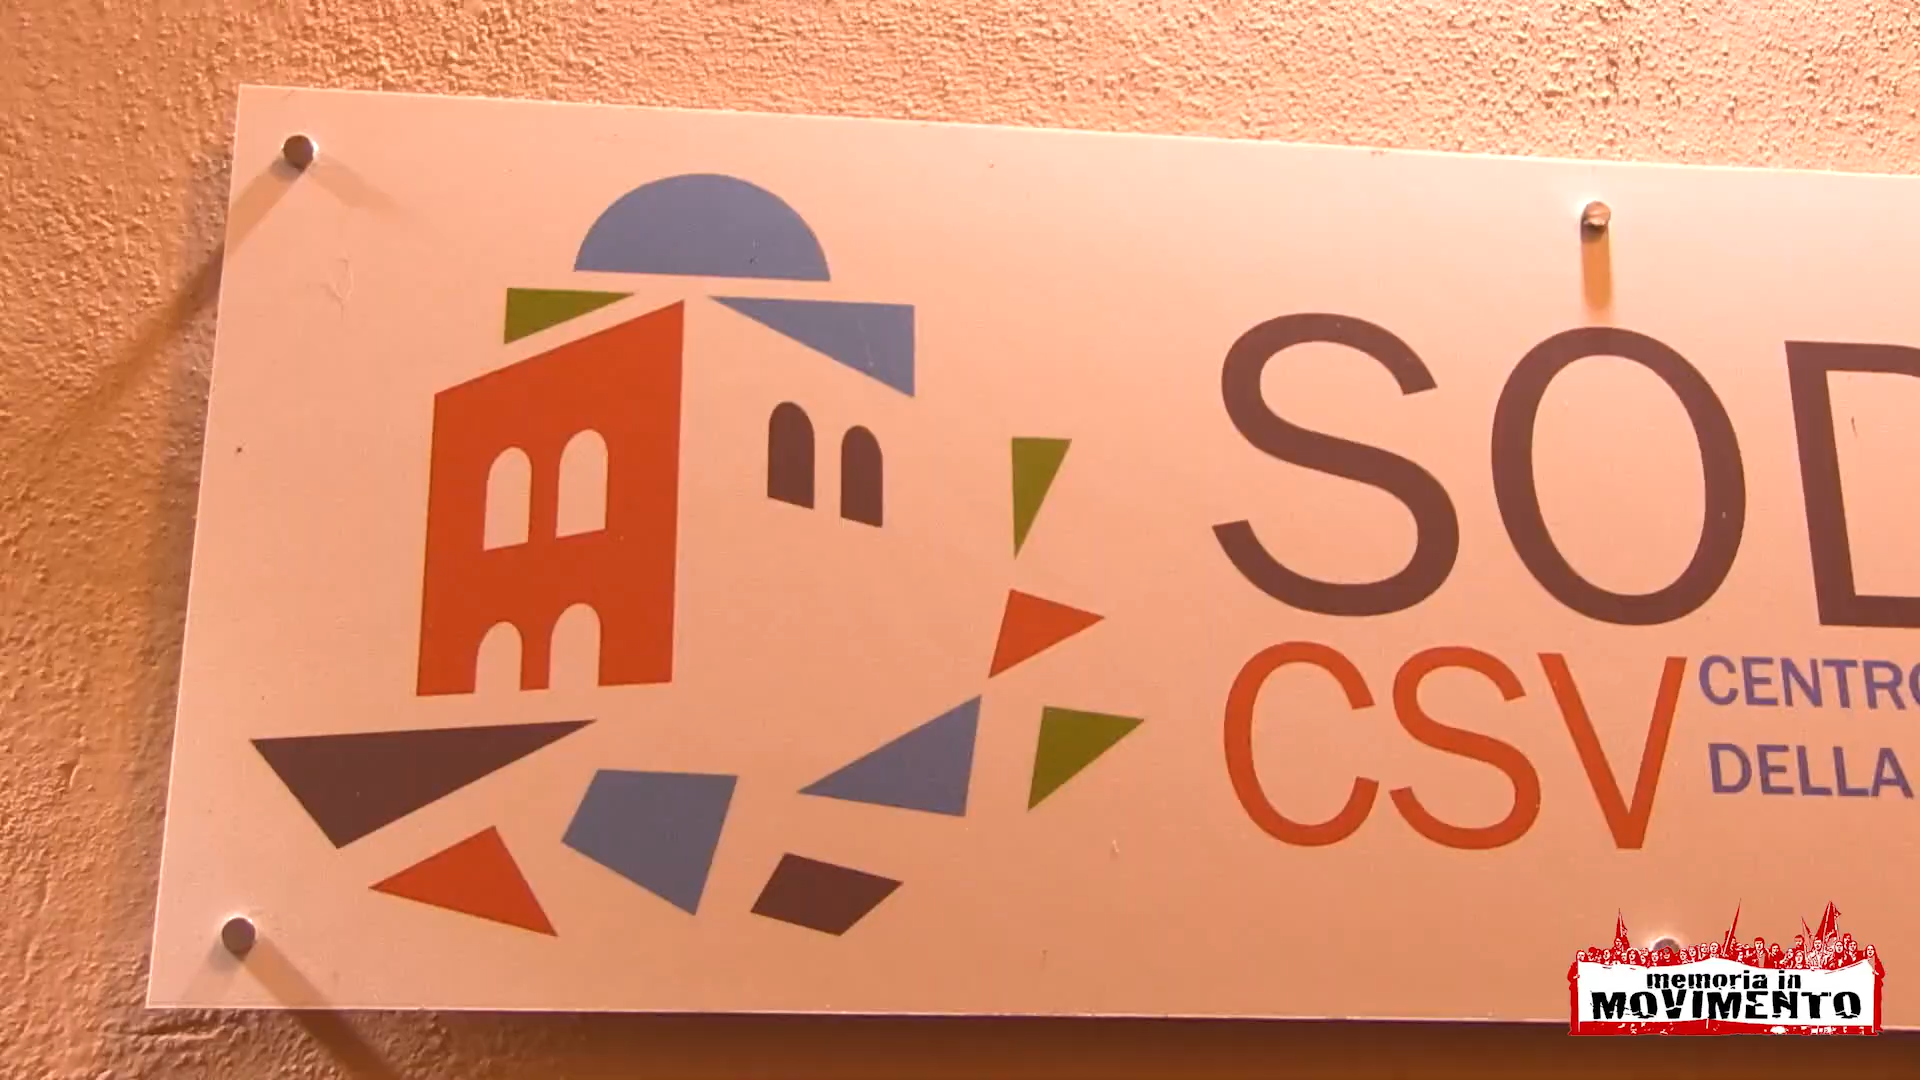 SOD
CSV
CENTRO
DELLA
memoria in
MOVIMENTO